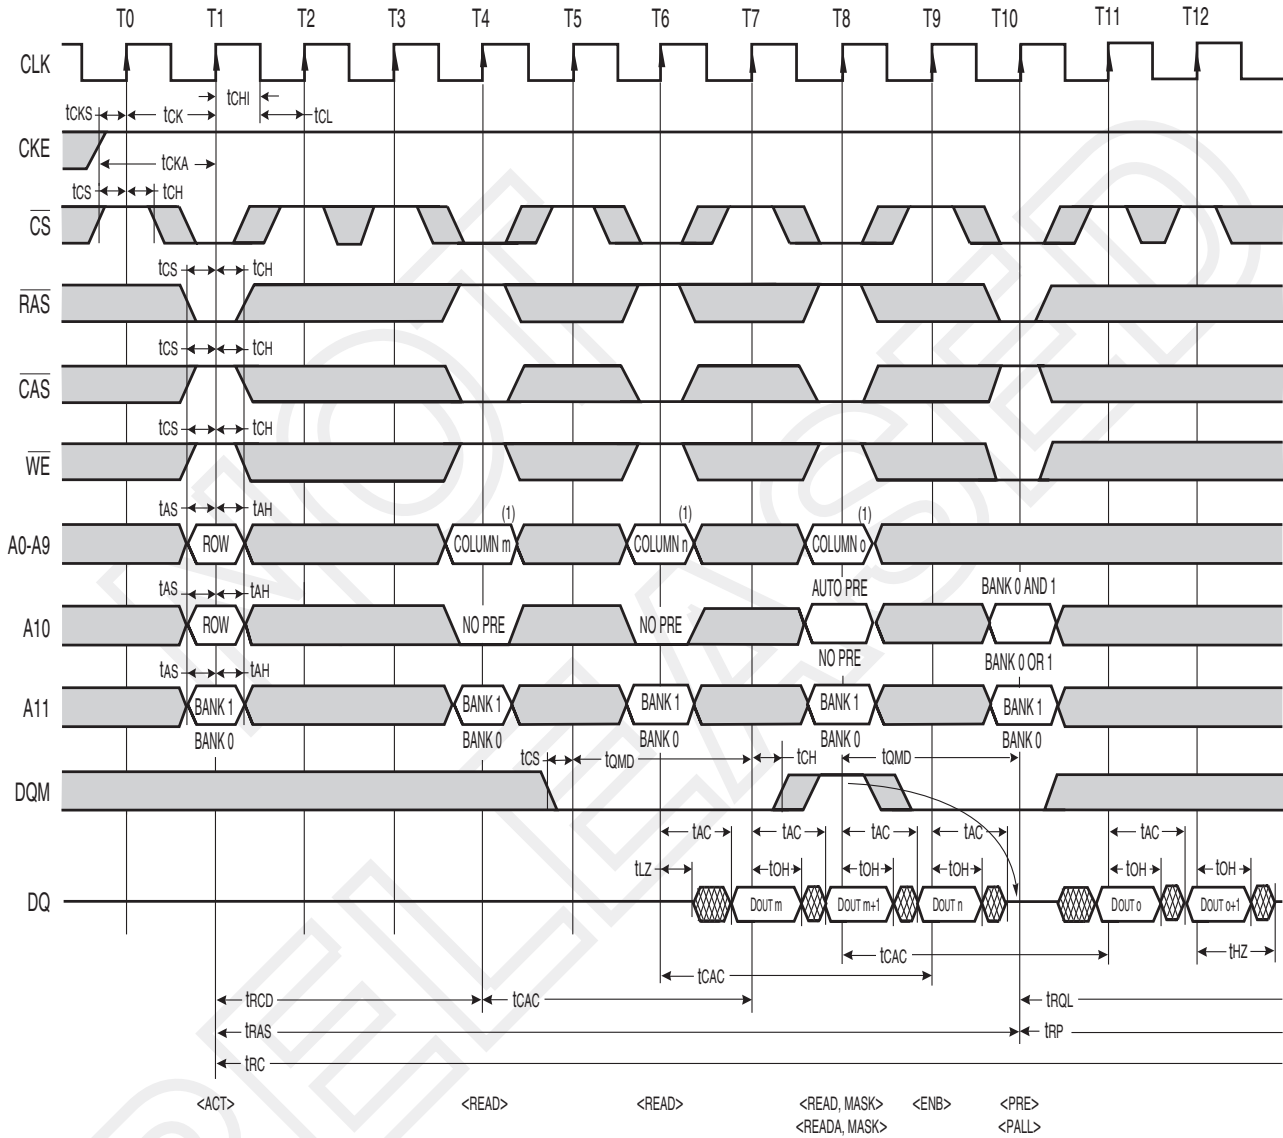 T0 T1 T2 T3 T4 T5 T6 T7 T8 T9 T10 T11 T12
CLK
tCHI
tCKS tCK tCL
CKE
tCKA
tCS tCH
CS
tCS tCH
RAS
tCS tCH
CAS
tCS tCH
WE
tAS tAH
(1) (1) (1)
A0-A9 ROW COLUMN m COLUMN n COLUMN o
tAS tAH AUTO PRE BANK 0 AND 1
A10 ROW NO PRE NO PRE
NO PRE BANK 0 OR 1
tAS tAH
A11 BANK 1 BANK 1 BANK 1 BANK 1 BANK 1
BANK 0 BANK 0 BANK 0 BANK 0 BANK 0
tCS tQMD tCH tQMD
DQM
tAC tAC tAC tAC tAC
tLZ tOH tOH tOH tOH tOH
DQ DOUT m DOUT m+1 DOUT n DOUT o DOUT o+1
tCAC tHZ
tCAC
tRCD tCAC tRQL
tRAS tRP
tRC
<ACT> <READ> <READ> <READ, MASK> <ENB> <PRE>
<READA, MASK> <PALL>
NOT
RELEASED